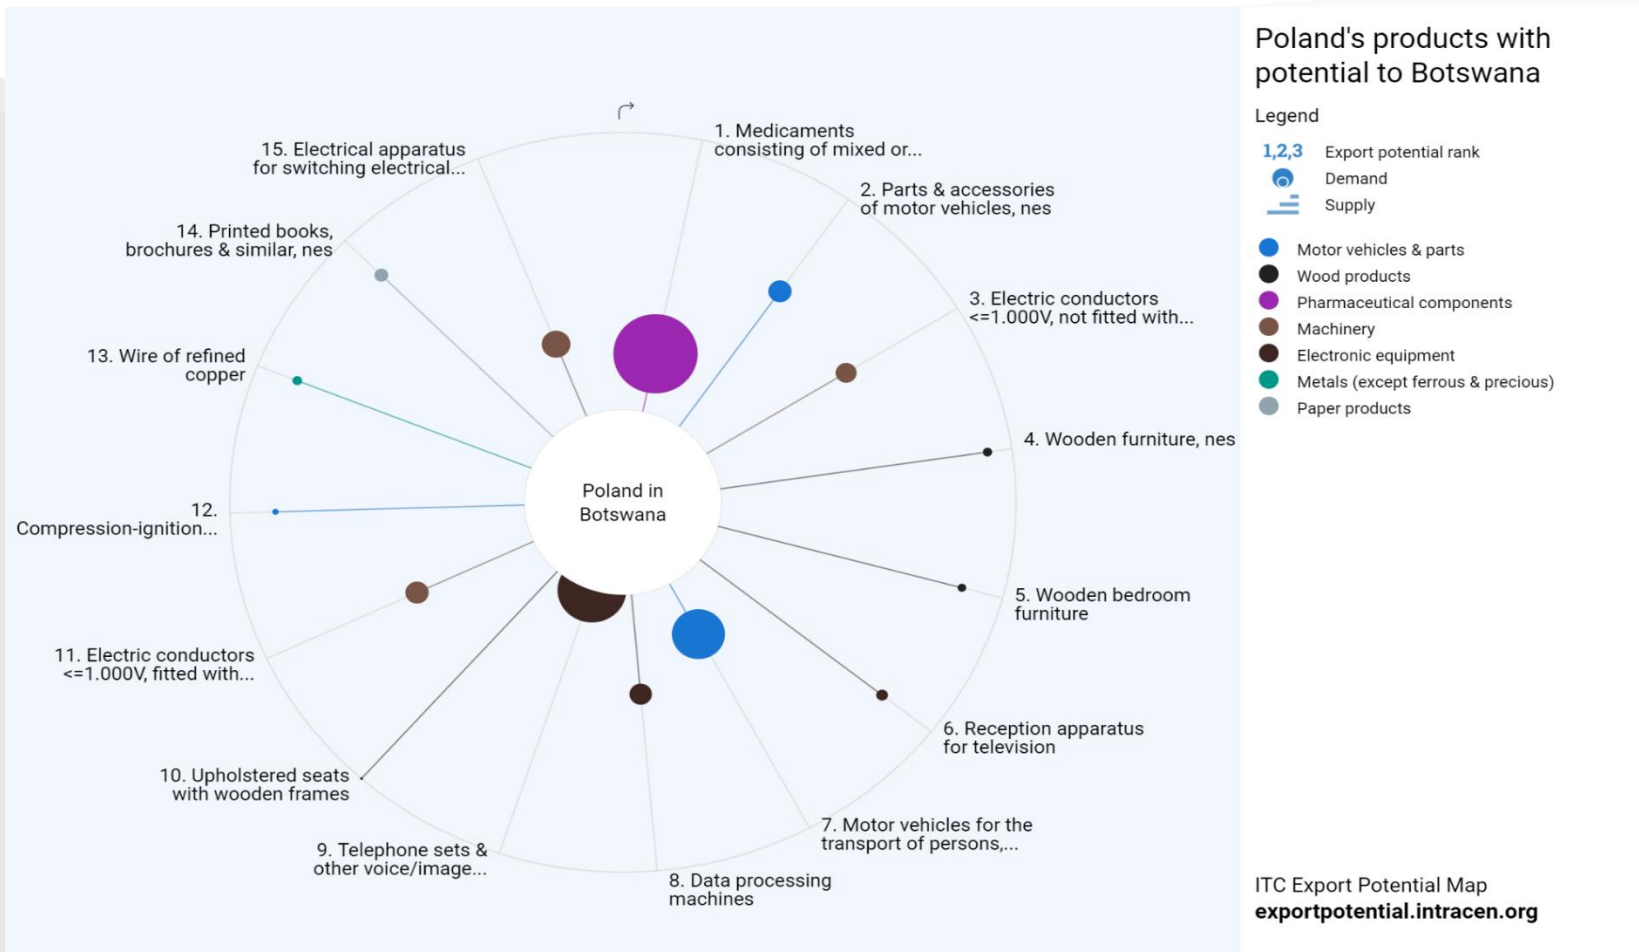 Poland's products with
potential to Botswana
Legend
1,2,3 Export potential rank
Demand
Supply
Motor vehicles & parts
Wood products
Pharmaceutical components
Machinery
Electronic equipment
Metals (except ferrous & precious)
Paper products
1. Medicaments
consisting of mixed or...
2. Parts & accessories
of motor vehicles, nes
3. Electric conductors
<=1.000V, not fitted with...
4. Wooden furniture, nes
5. Wooden bedroom
furniture
6. Reception apparatus
for television
7. Motor vehicles for the
transport of persons,...
8. Data processing
machines
9. Telephone sets &
other voice/image...
10. Upholstered seats
with wooden frames
11. Electric conductors
<=1.000V, fitted with...
12.
Compression-ignition...
13. Wire of refined
copper
14. Printed books,
brochures & similar, nes
15. Electrical apparatus
for switching electrical...
Poland in
Botswana
ITC Export Potential Map
exportpotential.intracen.org